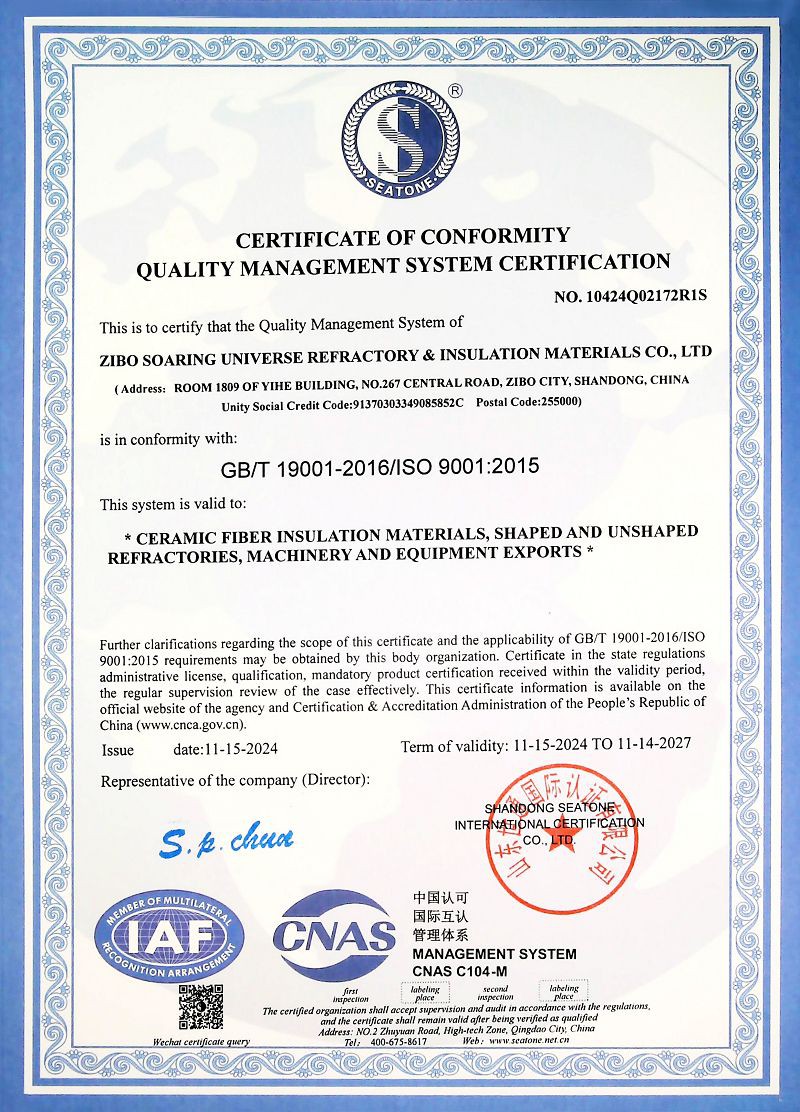 S
®
SEATONE
CERTIFICATE OF CONFORMITY
QUALITY MANAGEMENT SYSTEM CERTIFICATION
NO. 10424Q02172R1S
This is to certify that the Quality Management System of
ZIBO SOARING UNIVERSE REFRACTORY & INSULATION MATERIALS CO., LTD
( Address: ROOM 1809 OF YIHE BUILDING, NO.267 CENTRAL ROAD, ZIBO CITY, SHANDONG, CHINA
Unity Social Credit Code:91370303349085852C Postal Code:255000)
is in conformity with:
GB/T 19001-2016/ISO 9001:2015
This system is valid to:
* CERAMIC FIBER INSULATION MATERIALS, SHAPED AND UNSHAPED
REFRACTORIES, MACHINERY AND EQUIPMENT EXPORTS *
Further clarifications regarding the scope of this certificate and the applicability of GB/T 19001-2016/ISO
9001:2015 requirements may be obtained by this body organization. Certificate in the state regulations
administrative license, qualification, mandatory product certification received within the validity period,
the regular supervision review of the case effectively. This certificate information is available on the
official website of the agency and Certification & Accreditation Administration of the People's Republic of
China (www.cnca.gov.cn).
Issue date:11-15-2024 Term of validity: 11-15-2024 TO 11-14-2027
Representative of the company (Director):
S.p. chua
山东世通国际认证有限公司
SHANDONG SEATONE
INTERNATIONAL CERTIFICATION
CO., LTD.
MEMBER OF MULTILATERAL
IAF
RECOGNITION ARRANGEMENT
CNAS
中国认可
国际互认
管理体系
MANAGEMENT SYSTEM
CNAS C104-M
first inspection
labeling place
second inspection
labeling place
The certified organization shall accept supervision and audit in accordance with the regulations,
and the certificate shall remain valid after being verified as qualified
Address: NO.2 Zhuyuan Road, High-tech Zone, Qingdao City, China
Wechat certificate query
Tel: 400-675-8617 Web: www.seatone.net.cn